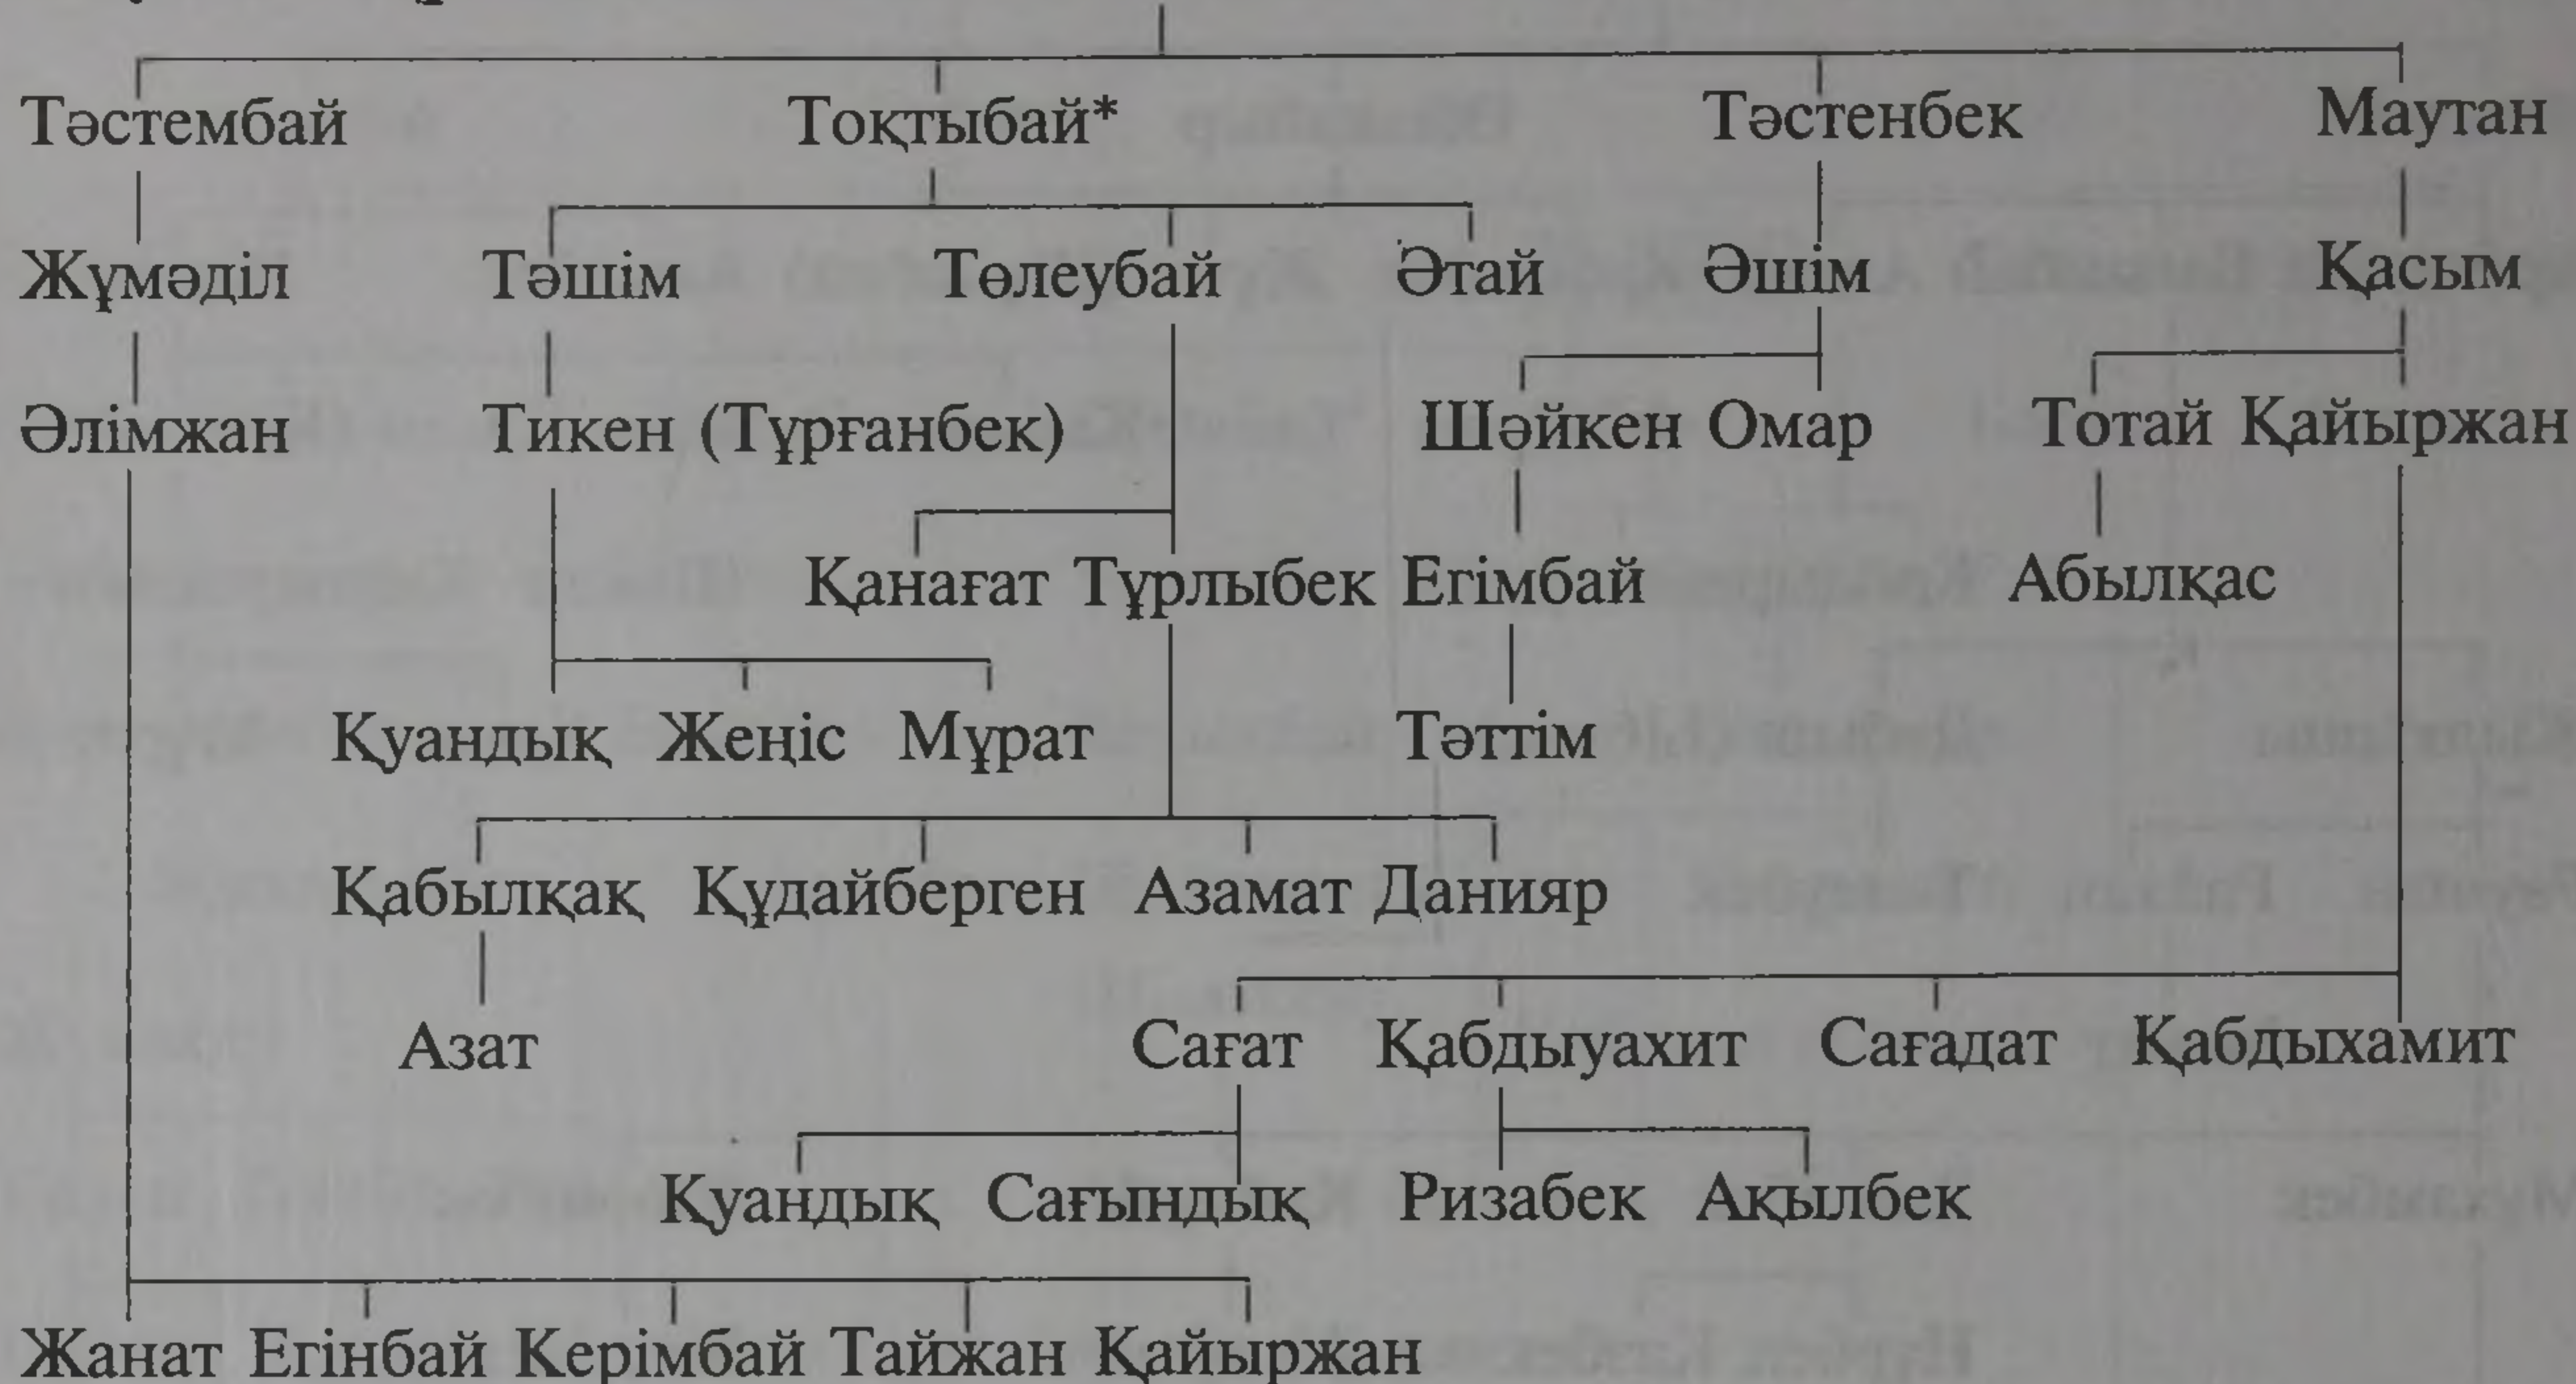 Тәстембай Тоқтыбай* Тәстенбек Маутан
Жұмәділ Тәшім Төлеубай Әтай Әшім Қасым
Әлімжан Тикен (Тұрғанбек) Шәйкен Омар Тотай Қайыржан
Қанағат Тұрлыбек Егімбай Абылқас
Қуандық Жеңіс Мұрат Тәттім
Қабылқақ Құдайберген Азамат Данияр
Азат Сағат Қабдыуахит Сағадат Қабдыхамит
Қуандық Сағындық Ризабек Ақылбек
Жанат Егінбай Керімбай Тайжан Қайыржан